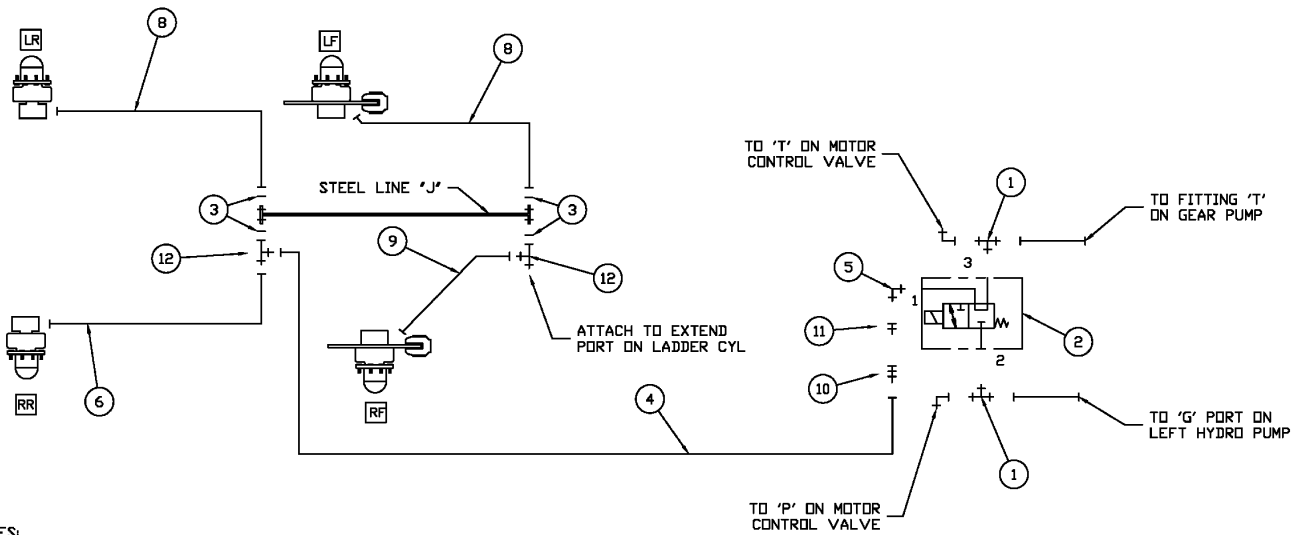 LR
8
LF
8
TO 'T' ON MOTOR
CONTROL VALVE
1
TO FITTING 'T'
ON GEAR PUMP
STEEL LINE "J"
3
3
9
12
12
3
5
1
11
2
2
ATTACH TO EXTEND
PORT ON LADDER CYL
10
RR
6
RF
4
TO 'G' PORT ON
LEFT HYDRO PUMP
1
TO 'P' ON MOTOR
CONTROL VALVE